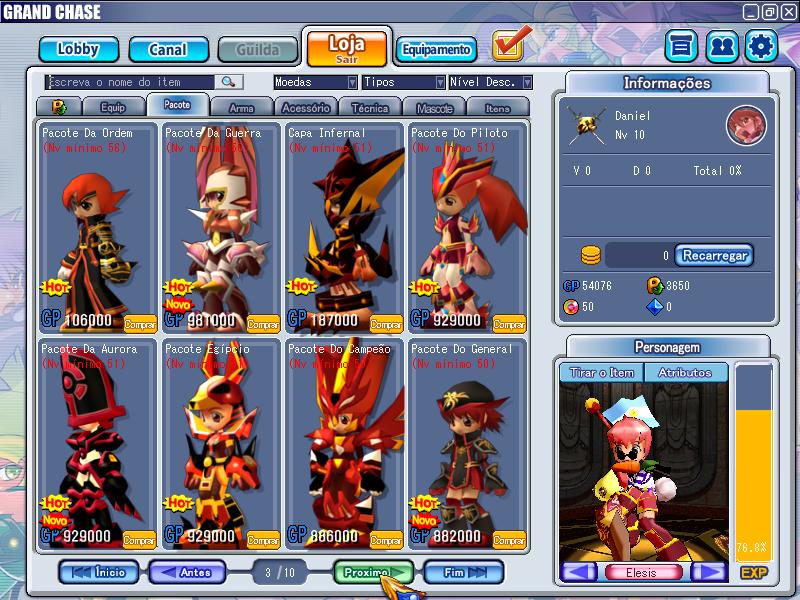 GRAND CHASE
Lobby
Canal
Guilda
Loja
Sair
Equipamento
Escreva o nome do item
Moedas
Tipos
Nível Desc.
Equip
Pacote
Arma
Acessório
Técnica
Mascote
Itens
Pacote Da Ordem
(Nv mínimo 56)
HOT
GP 106000
Comprar
Pacote Da Guerra
HOT
Novo
GP 981000
Comprar
Capa Infernal
(Nv mínimo 51)
HOT
GP 187000
Comprar
Pacote Do Piloto
(Nv mínimo 51)
HOT
GP 929000
Comprar
Pacote Da Aurora
(Nv mínimo 51)
HOT
Novo
GP 929000
Comprar
Pacote Egípcio
(Nv mínimo
HOT
GP 929000
Comprar
Pacote Do Campeão
(Nv mínimo
GP 886000
Comprar
Pacote Do General
(Nv mínimo 50)
HOT
Novo
GP 882000
Comprar
Início
Antes
3 /10
Proximo
Fim
Informações
Daniel
Nv 10
V 0
D 0
Total 0%
0
Recarregar
GP 54076
3650
50
0
Personagem
Tirar o Item
Atributos
Elesis
76.8%
EXP